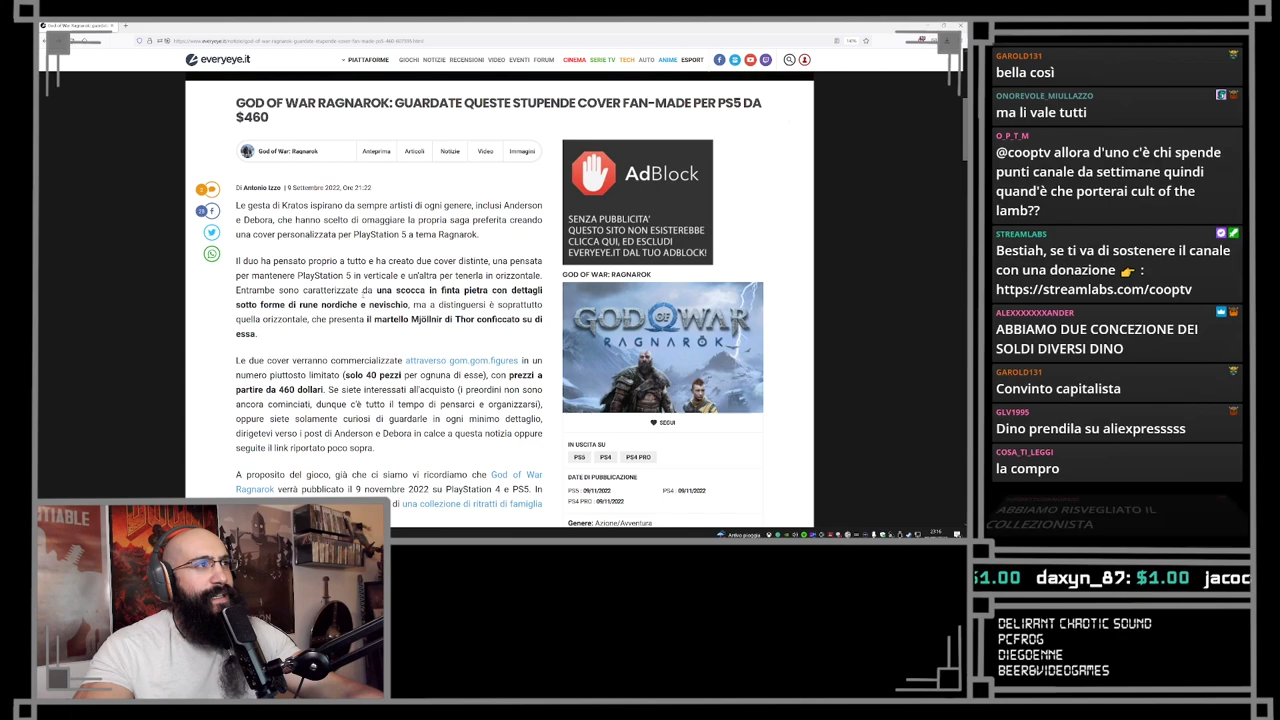 God of War Ragnarok: guardate
everyeye.it
PIATTAFORME GIOCHI NOTIZIE RECENSIONI VIDEO EVENTI FORUM CINEMA SERIE TV TECH AUTO ANIME ESPORT
GOD OF WAR RAGNAROK: GUARDATE QUESTE STUPENDE COVER FAN-MADE PER PS5 DA
$460
God of War: Ragnarok Anteprima Articoli Notizie Video Immagini
Di Antonio Izzo | 9 Settembre 2022, Ore 21:22
Le gesta di Kratos ispirano da sempre artisti di ogni genere, inclusi Anderson
e Debora, che hanno scelto di omaggiare la propria saga preferita creando
una cover personalizzata per PlayStation 5 a tema Ragnarok.
Il duo ha pensato proprio a tutto e ha creato due cover distinte, una pensata
per mantenere PlayStation 5 in verticale e un'altra per tenerla in orizzontale.
Entrambe sono caratterizzate da una scocca in finta pietra con dettagli
sotto forme di rune nordiche e nevischio, ma a distinguersi è soprattutto
quella orizzontale, che presenta il martello Mjöllnir di Thor conficcato su di
essa.
Le due cover verranno commercializzate attraverso gom.gom.figures in un
numero piuttosto limitato (solo 40 pezzi per ognuna di esse), con prezzi a
partire da 460 dollari. Se siete interessati all'acquisto (i preordini non sono
ancora cominciati, dunque c'è tutto il tempo di pensarci e organizzarsi),
oppure siete solamente curiosi di guardarle in ogni minimo dettaglio,
dirigetevi verso i post di Anderson e Debora in calce a questa notizia oppure
seguite il link riportato poco sopra.
A proposito del gioco, già che ci siamo vi ricordiamo che God of War
Ragnarok verrà pubblicato il 9 novembre 2022 su PlayStation 4 e PS5. In
di una collezione di ritratti di famiglia
AdBlock
SENZA PUBBLICITA'
QUESTO SITO NON ESISTEREBBE
CLICCA QUI, ED ESCLUDI
EVERYEYE.IT DAL TUO ADBLOCK!
GOD OF WAR: RAGNAROK
GOD OF WAR
RAGNARÖK
SEGUI
IN USCITA SU
PS5 PS4 PS4 PRO
DATE DI PUBBLICAZIONE
PS5 : 09/11/2022 PS4 : 09/11/2022
PS4 PRO : 09/11/2022
Genere: Azione/Avventura
Arrivo pioggia
23:16
GAROLD131
bella così
ONOREVOLE_MIULLAZZO
ma li vale tutti
O_P_T_M
@cooptv allora d'uno c'è chi spende
punti canale da settimane quindi
quand'è che porterai cult of the
lamb??
STREAMLABS
Bestiah, se ti va di sostenere il canale
con una donazione 👉 :
https://streamlabs.com/cooptv
ALEXXXXXXXANDER
ABBIAMO DUE CONCEZIONE DEI
SOLDI DIVERSI DINO
GAROLD131
Convinto capitalista
GLV1995
Dino prendila su aliexpresssss
COSA_TI_LEGGI
la compro
ABBIAMO RISVEGLIATO IL
COLLEZIONISTA
$1.00 daxyn_87: $1.00 jacoc
DELIRANT CHAOTIC SOUND
PCFROG
DIEGOENNE
BEER&VIDEOGAMES